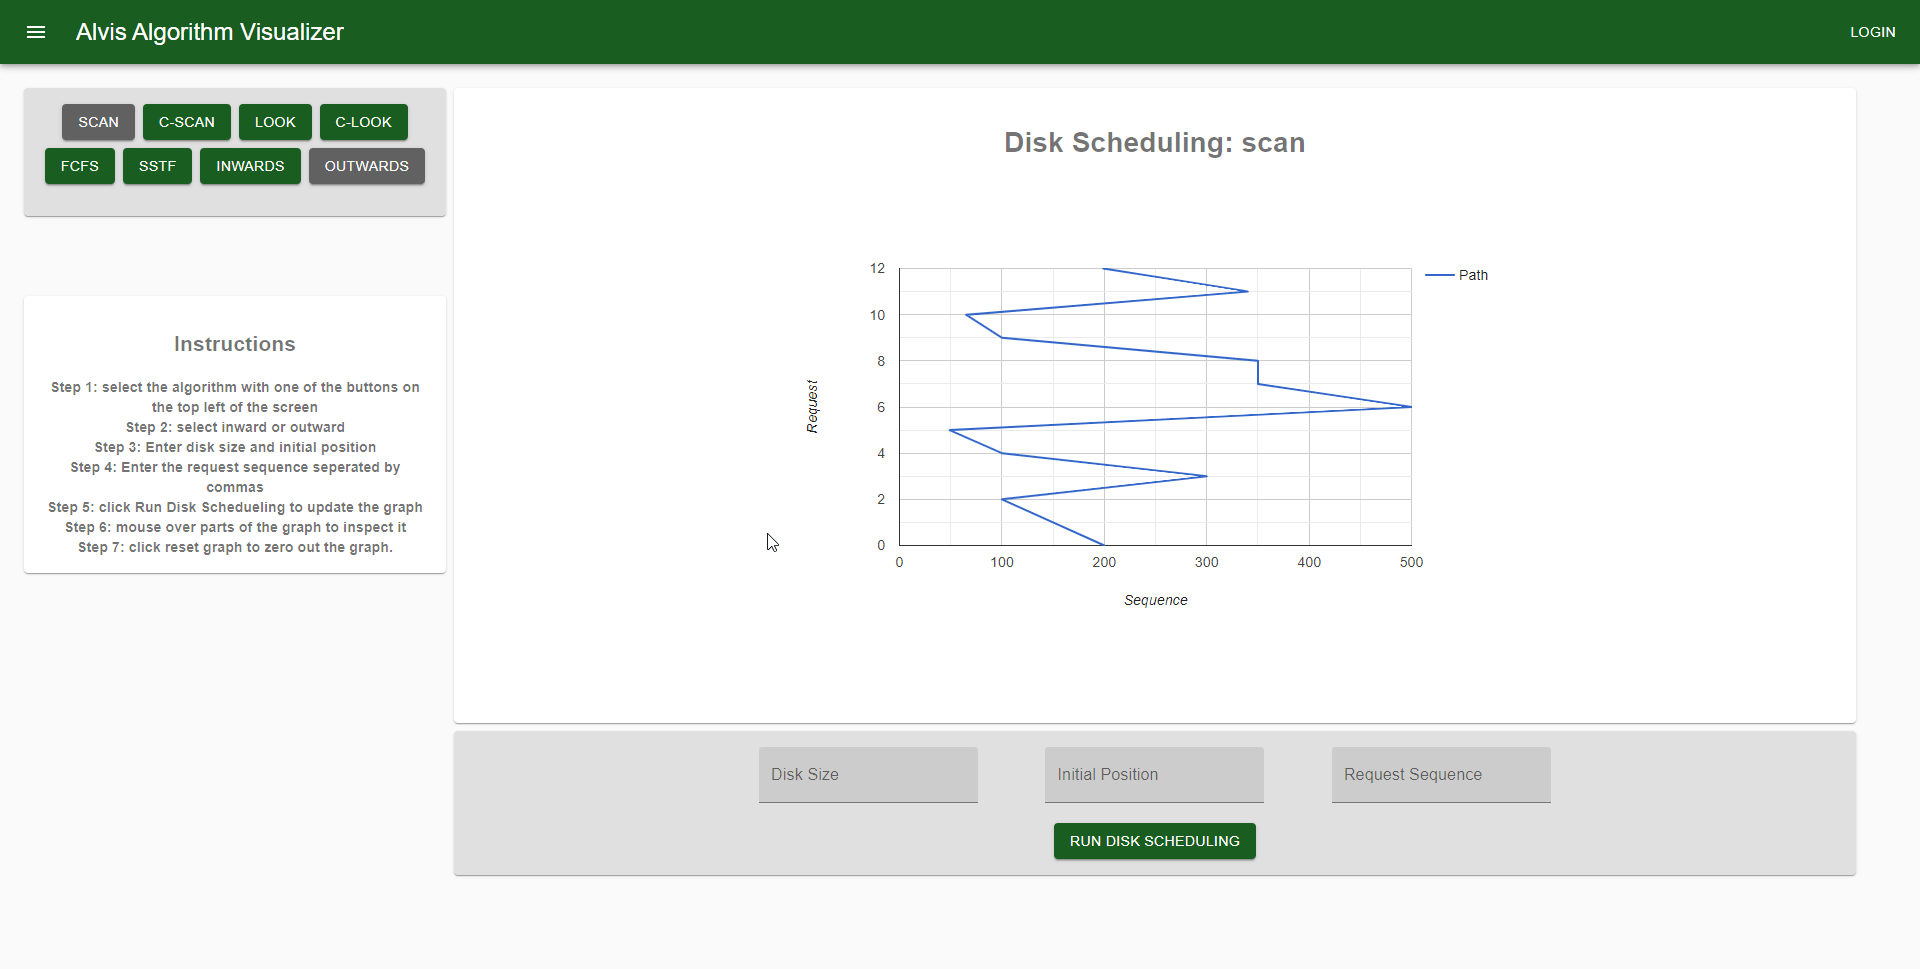 Alvis Algorithm Visualizer
LOGIN
SCAN C-SCAN LOOK C-LOOK
FCFS SSTF INWARDS OUTWARDS
Instructions
Step 1: select the algorithm with one of the buttons on
the top left of the screen
Step 2: select inward or outward
Step 3: Enter disk size and initial position
Step 4: Enter the request sequence seperated by
commas
Step 5: click Run Disk Schedueling to update the graph
Step 6: mouse over parts of the graph to inspect it
Step 7: click reset graph to zero out the graph.
Disk Scheduling: scan
12
10
8
6
4
2
0
Request
0 100 200 300 400 500
Sequence
Path
Disk Size Initial Position Request Sequence
RUN DISK SCHEDULING